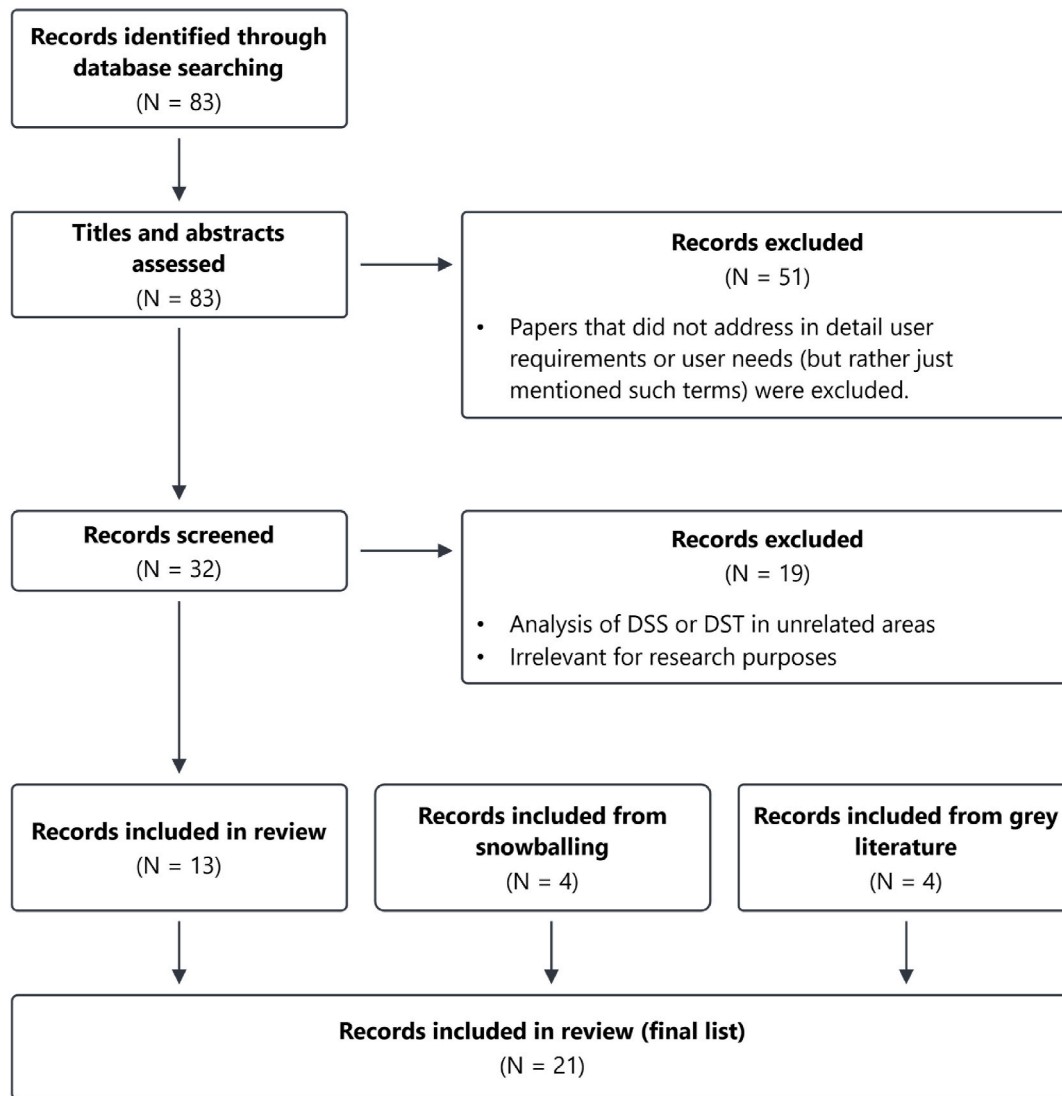 Records identified through
database searching
(N = 83)
Titles and abstracts
assessed
(N = 83)
Records excluded
(N = 51)
• Papers that did not address in detail user
requirements or user needs (but rather just
mentioned such terms) were excluded.
Records screened
(N = 32)
Records excluded
(N = 19)
• Analysis of DSS or DST in unrelated areas
• Irrelevant for research purposes
Records included in review
(N = 13)
Records included from
snowballing
(N = 4)
Records included from grey
literature
(N = 4)
Records included in review (final list)
(N = 21)